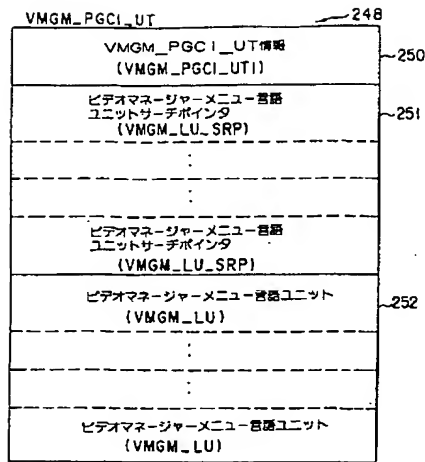 VMGM_PGCI_UT
248
VMGM_PGCI_UT情報
(VMGM_PGCI_UTI)
250
ビデオマネージャーメニュー言語
ユニットサーチポインタ
(VMGM_LU_SRP)
251
ビデオマネージャーメニュー言語
ユニットサーチポインタ
(VMGM_LU_SRP)
ビデオマネージャーメニュー言語ユニット
(VMGM_LU)
252
ビデオマネージャーメニュー言語ユニット
(VMGM_LU)